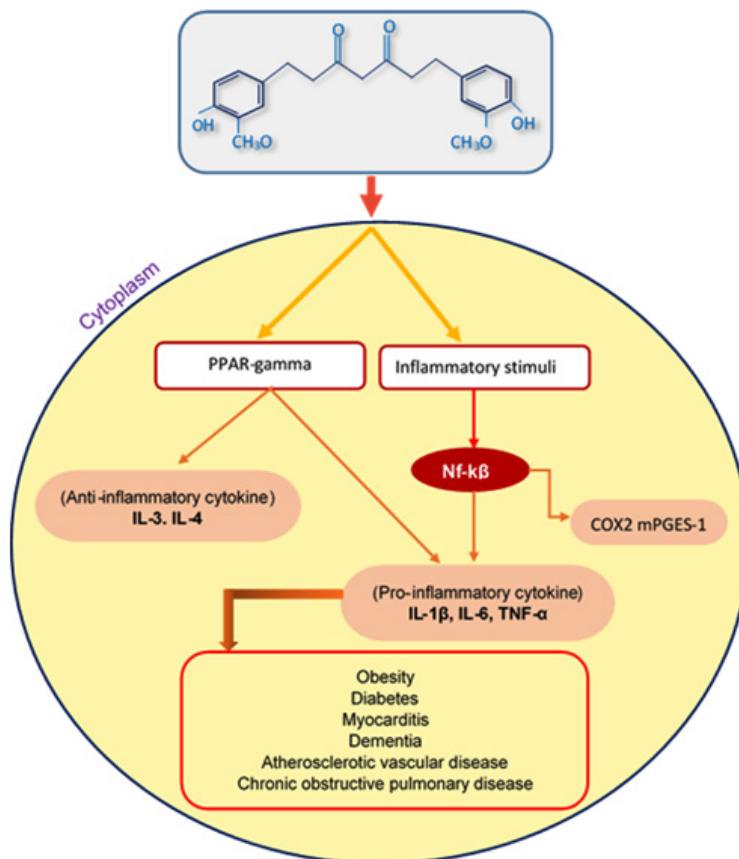 O
O
OH
CH₃O
CH₃O
OH
Cytoplasm
PPAR-gamma
Inflammatory stimuli
Nf-kβ
(Anti-inflammatory cytokine)
IL-3. IL-4
COX2 mPGES-1
(Pro-inflammatory cytokine)
IL-1β, IL-6, TNF-α
Obesity
Diabetes
Myocarditis
Dementia
Atherosclerotic vascular disease
Chronic obstructive pulmonary disease